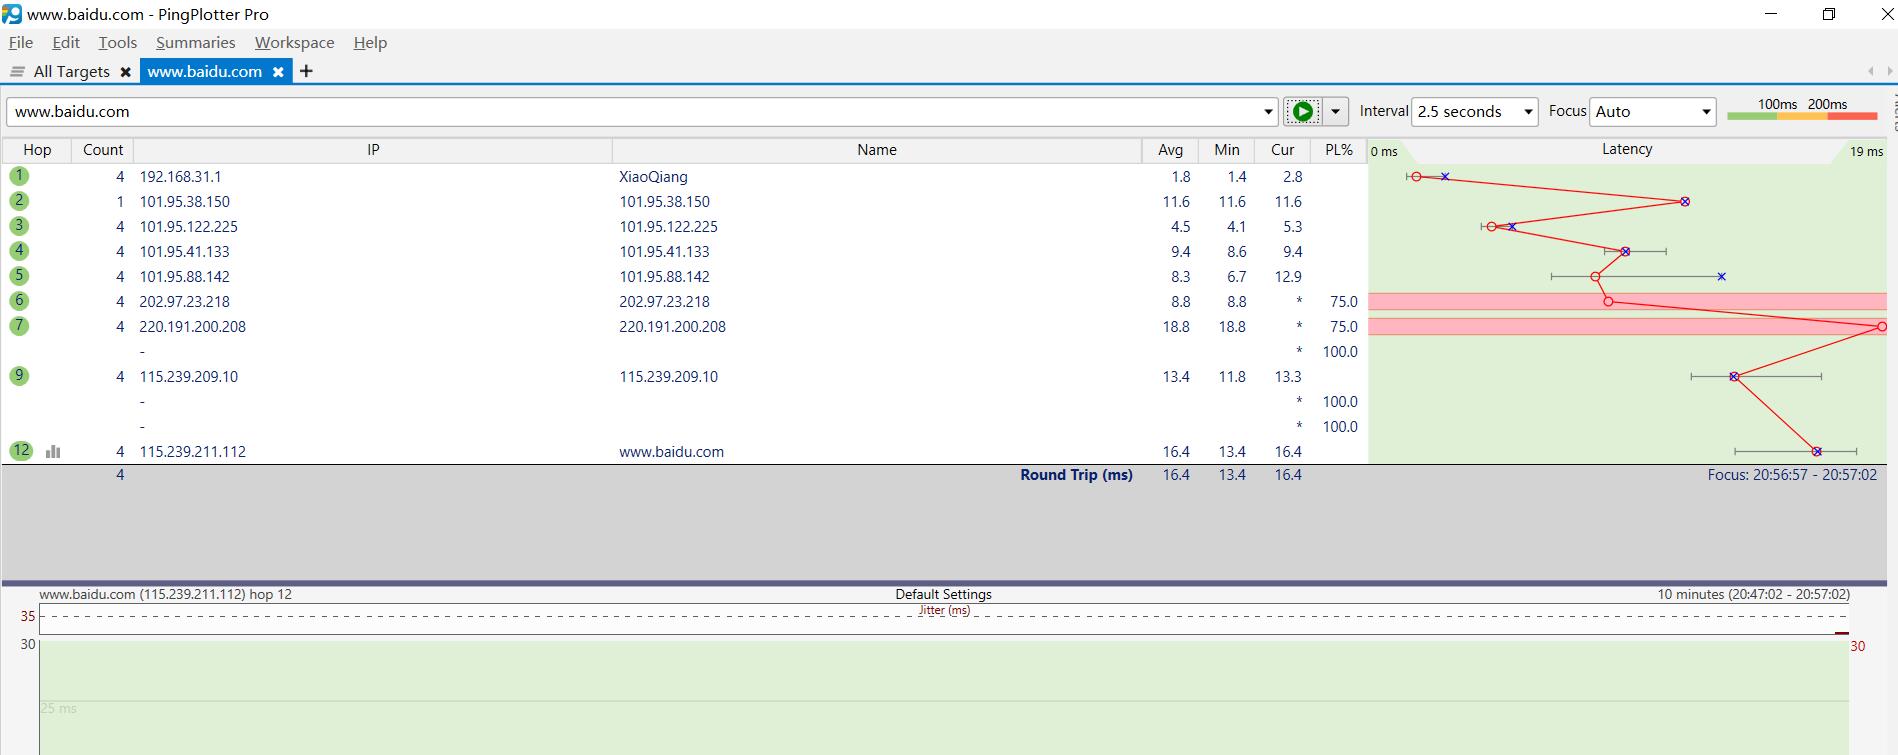 www.baidu.com - PingPlotter Pro
File Edit Tools Summaries Workspace Help
All Targets www.baidu.com
www.baidu.com Interval 2.5 seconds Focus Auto 100ms 200ms
Hop Count IP Name Avg Min Cur PL% 0 ms Latency 19 ms
1 4 192.168.31.1 XiaoQiang 1.8 1.4 2.8
2 1 101.95.38.150 101.95.38.150 11.6 11.6 11.6
3 4 101.95.122.225 101.95.122.225 4.5 4.1 5.3
4 4 101.95.41.133 101.95.41.133 9.4 8.6 9.4
5 4 101.95.88.142 101.95.88.142 8.3 6.7 12.9
6 4 202.97.23.218 202.97.23.218 8.8 8.8 * 75.0
7 4 220.191.200.208 220.191.200.208 18.8 18.8 * 75.0
- * 100.0
9 4 115.239.209.10 115.239.209.10 13.4 11.8 13.3
- * 100.0
- * 100.0
12 4 115.239.211.112 www.baidu.com 16.4 13.4 16.4
4 Round Trip (ms) 16.4 13.4 16.4 Focus: 20:56:57 - 20:57:02
www.baidu.com (115.239.211.112) hop 12 Default Settings 10 minutes (20:47:02 - 20:57:02)
35 Jitter (ms)
30 30
25 ms